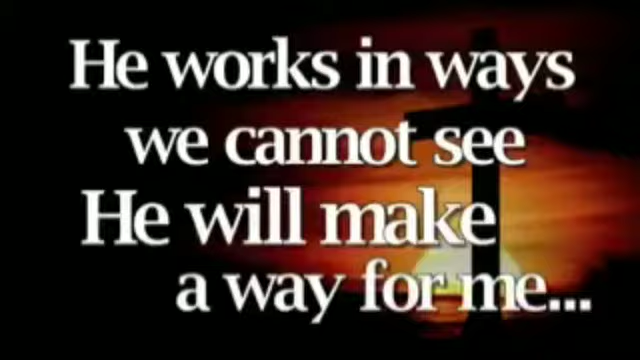 He works in ways
we cannot see
He will make
a way for me...